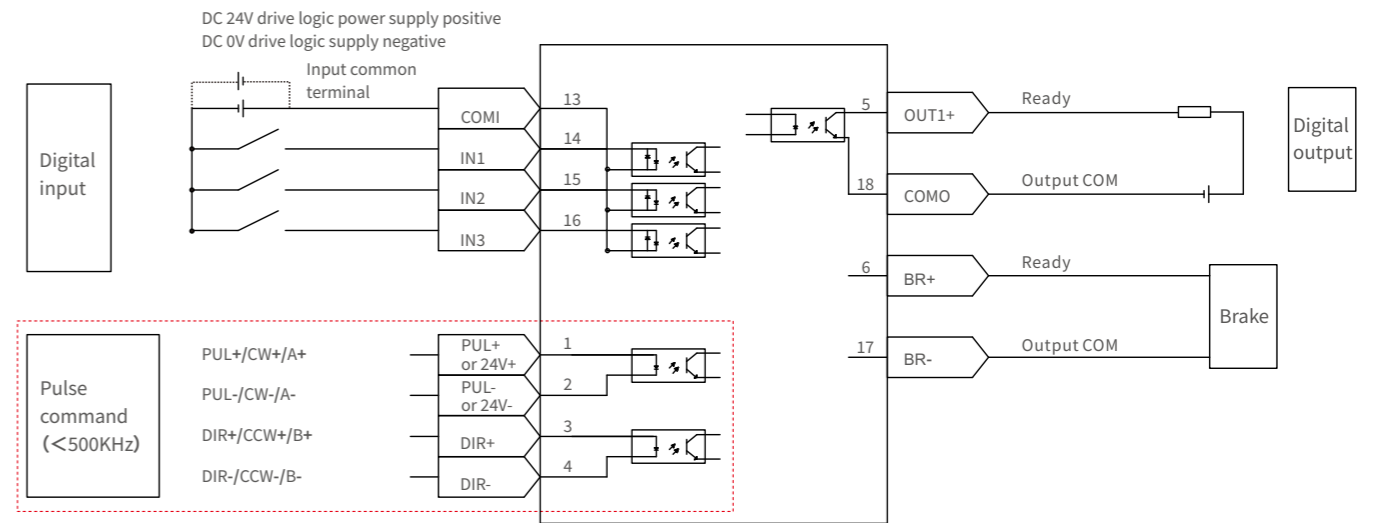 DC 24V drive logic power supply positive
DC 0V drive logic supply negative
Input common
terminal
Digital
input
COMI
13
IN1
14
IN2
15
IN3
16
5
OUT1+
Ready
18
COMO
Output COM
Digital
output
6
BR+
Ready
17
BR-
Output COM
Brake
Pulse
command
(<500KHz)
PUL+/CW+/A+
PUL-/CW-/A-
DIR+/CCW+/B+
DIR-/CCW-/B-
PUL+
or 24V+
1
PUL-
or 24V-
2
DIR+
3
DIR-
4